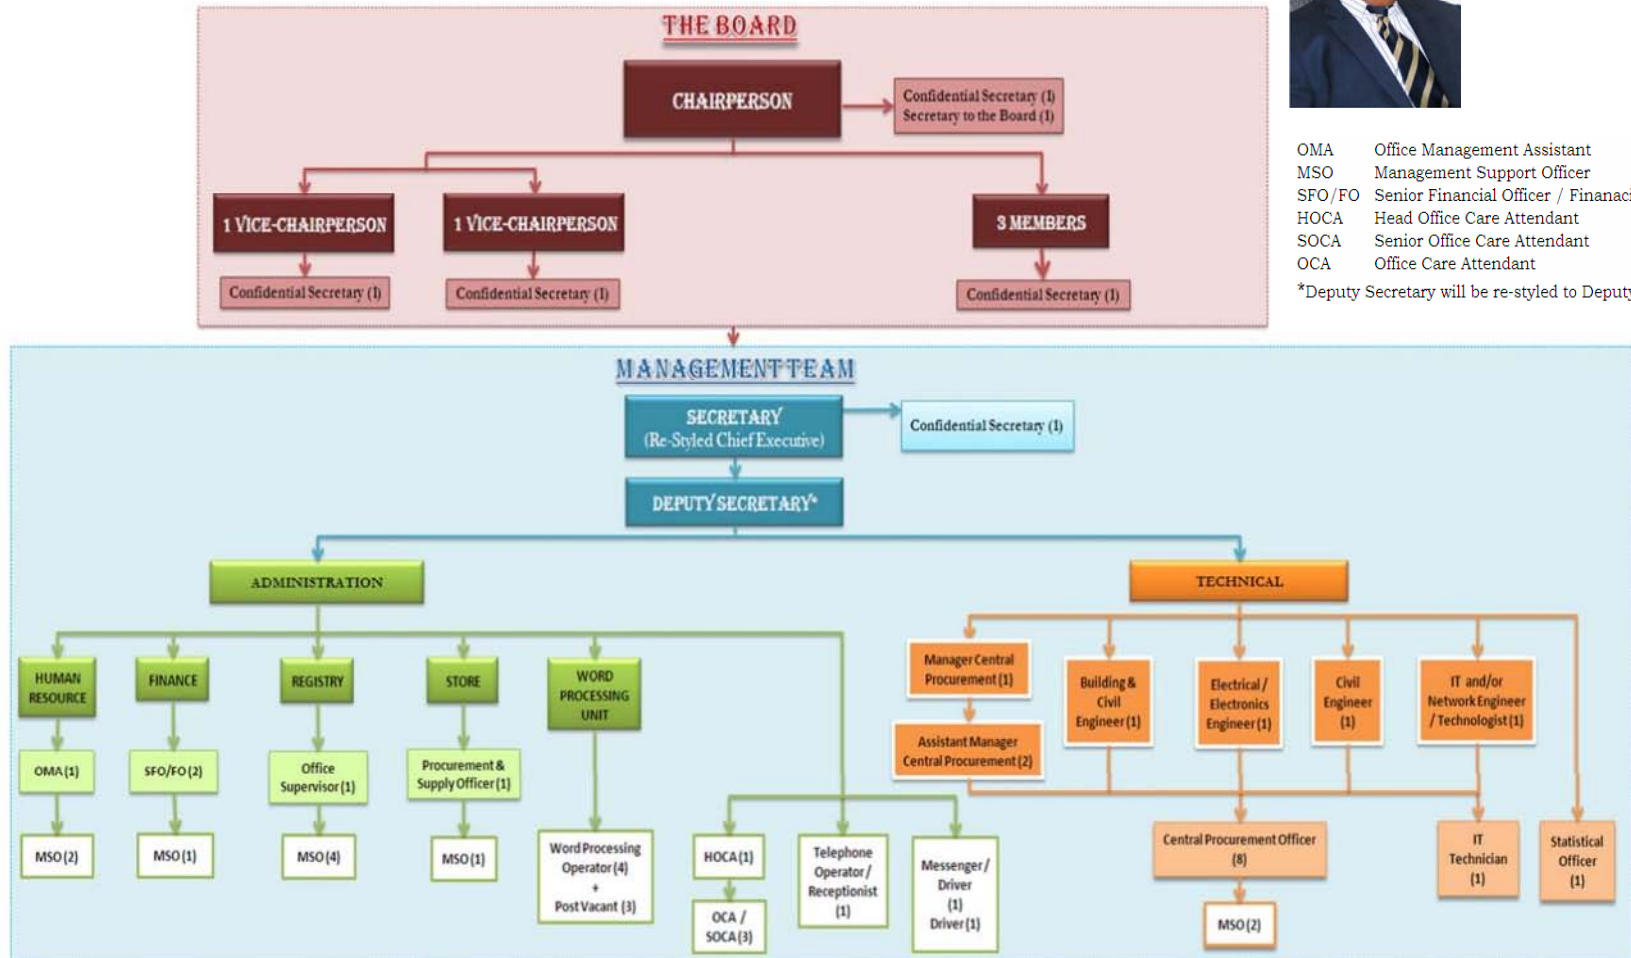 THE BOARD
CHAIRPERSON
Confidential Secretary (1)
Secretary to the Board (1)
1 VICE-CHAIRPERSON
1 VICE-CHAIRPERSON
3 MEMBERS
Confidential Secretary (1)
Confidential Secretary (1)
Confidential Secretary (1)
OMA Office Management Assistant
MSO Management Support Officer
SFO/FO Senior Financial Officer / Finanaci
HOCA Head Office Care Attendant
SOCA Senior Office Care Attendant
OCA Office Care Attendant
*Deputy Secretary will be re-styled to Deputy
MANAGEMENT TEAM
SECRETARY
(Re-Styled Chief Executive)
Confidential Secretary (1)
DEPUTY SECRETARY*
ADMINISTRATION
TECHNICAL
HUMAN
RESOURCE
FINANCE
REGISTRY
STORE
WORD
PROCESSING
UNIT
OMA (1)
SFO/FO (2)
Office
Supervisor (1)
Procurement &
Supply Officer (1)
MSO (2)
MSO (1)
MSO (4)
MSO (1)
Word Processing
Operator (4)
+
Post Vacant (3)
HOCA (1)
OCA /
SOCA (3)
Telephone
Operator /
Receptionist
(1)
Messenger /
Driver
(1)
Driver (1)
Manager Central
Procurement (1)
Assistant Manager
Central Procurement (2)
Building &
Civil
Engineer (1)
Electrical /
Electronics
Engineer (1)
Civil
Engineer
(1)
IT and/or
Network Engineer
/ Technologist (1)
Central Procurement Officer
(8)
MSO (2)
IT
Technician
(1)
Statistical
Officer
(1)